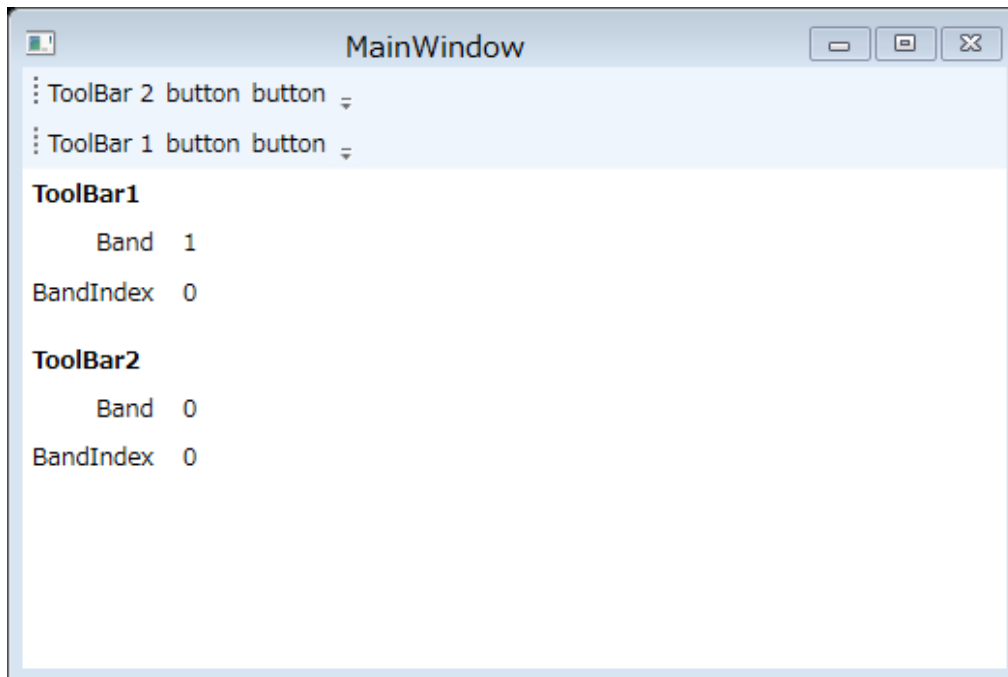 MainWindow
ToolBar 2 button button
ToolBar 1 button button
ToolBar1
Band 1
BandIndex 0
ToolBar2
Band 0
BandIndex 0